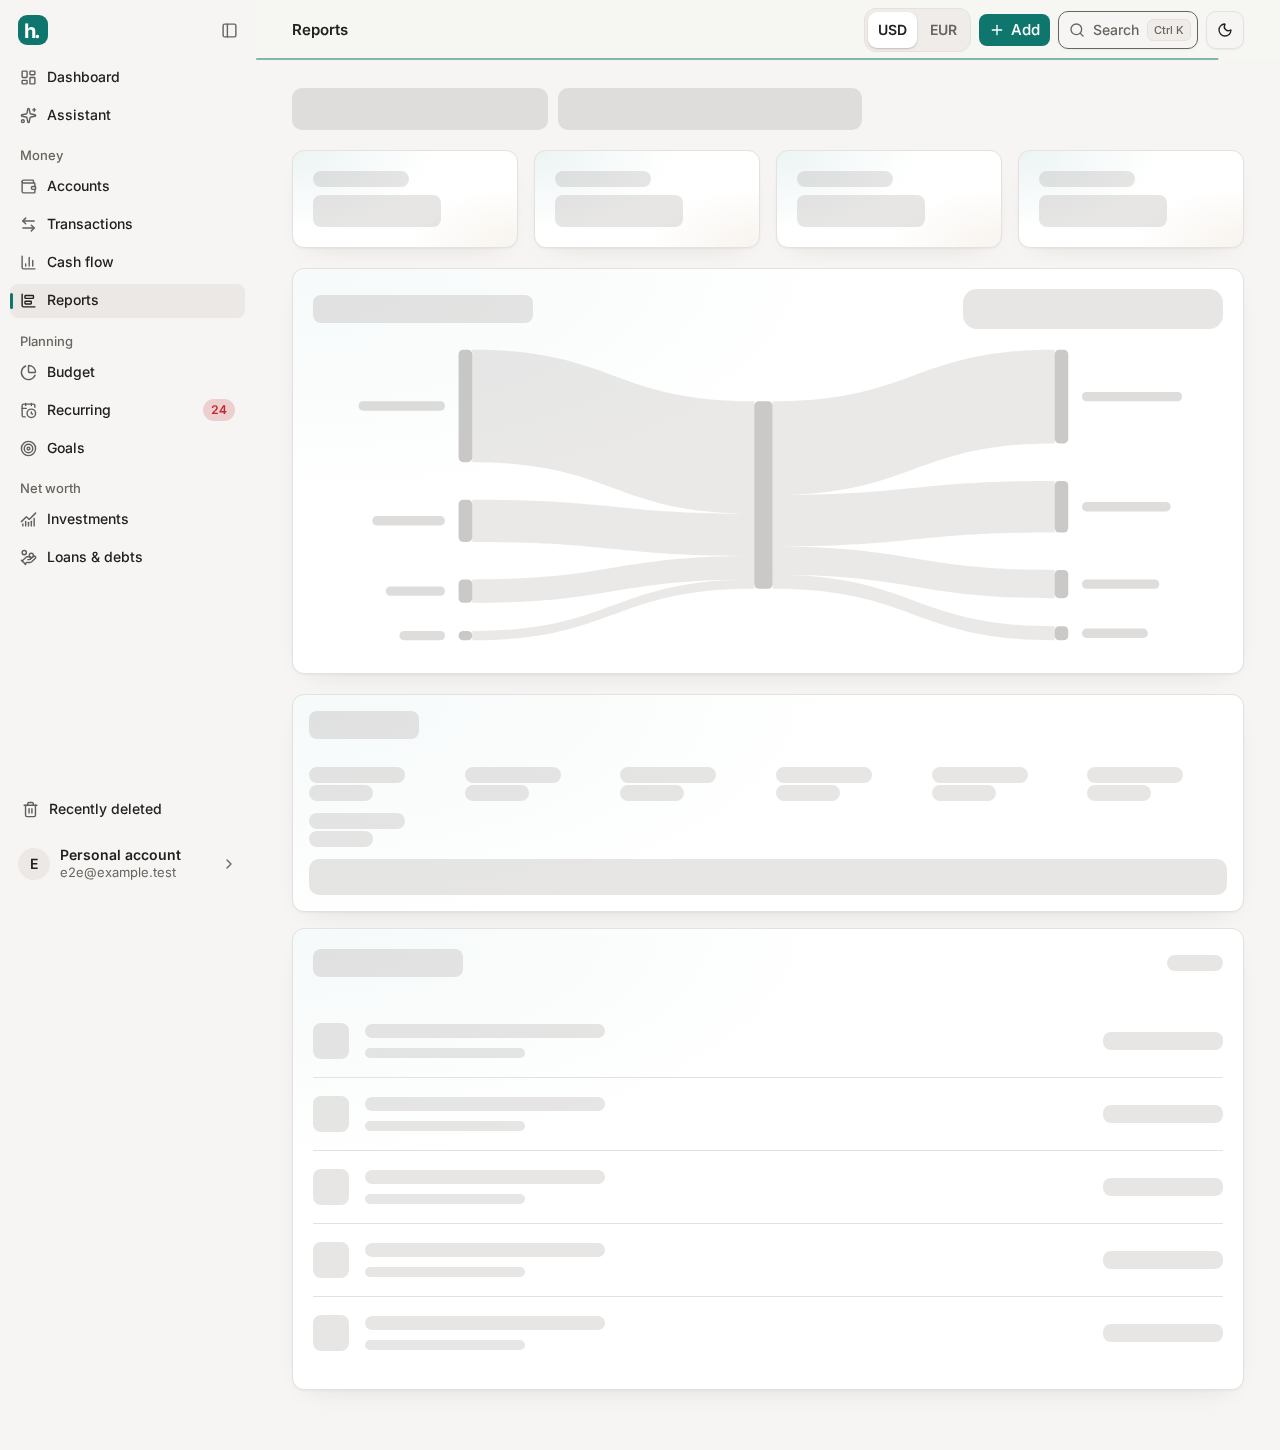 h.
Reports
USD
EUR
Add
Search
Ctrl K
Dashboard
Assistant
Money
Accounts
Transactions
Cash flow
Reports
Planning
Budget
Recurring
24
Goals
Net worth
Investments
Loans & debts
Recently deleted
E
Personal account
e2e@example.test